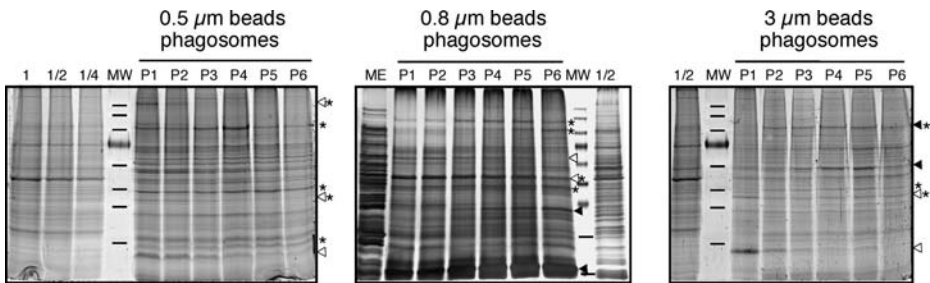 0.5 µm beads
phagosomes
1 1/2 1/4 MW P1 P2 P3 P4 P5 P6
0.8 µm beads
phagosomes
ME P1 P2 P3 P4 P5 P6 MW 1/2
3 µm beads
phagosomes
1/2 MW P1 P2 P3 P4 P5 P6